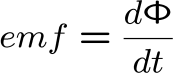 emf = dΦ/dt